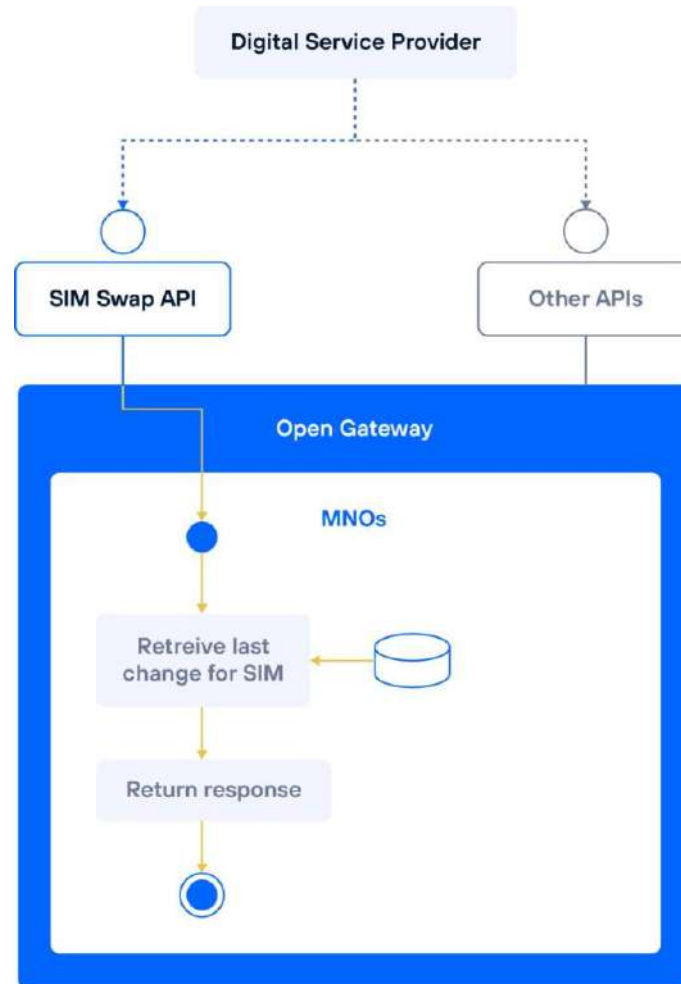 Digital Service Provider
SIM Swap API
Other APIs
Open Gateway
MNOs
Retreive last
change for SIM
Return response